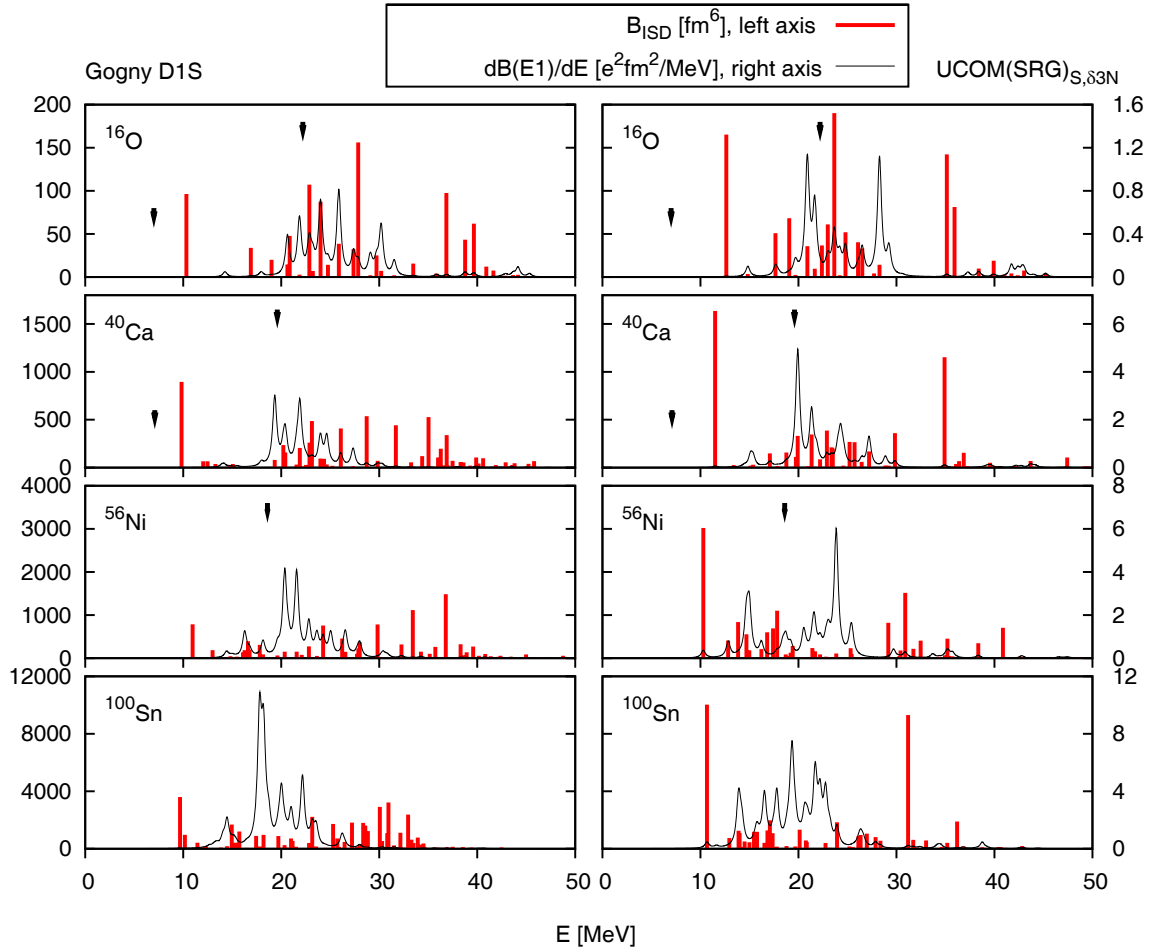 B_ISD [fm^6], left axis
dB(E1)/dE [e^2fm^2/MeV], right axis
Gogny D1S
UCOM(SRG)_S,δ3N
200
150
100
50
0
^16O
^16O
1.6
1.2
0.8
0.4
0
1500
1000
500
0
^40Ca
^40Ca
6
4
2
0
4000
3000
2000
1000
0
^56Ni
^56Ni
8
6
4
2
0
12000
8000
4000
0
^100Sn
^100Sn
12
8
4
0
0 10 20 30 40 50 0 10 20 30 40 50
E [MeV]